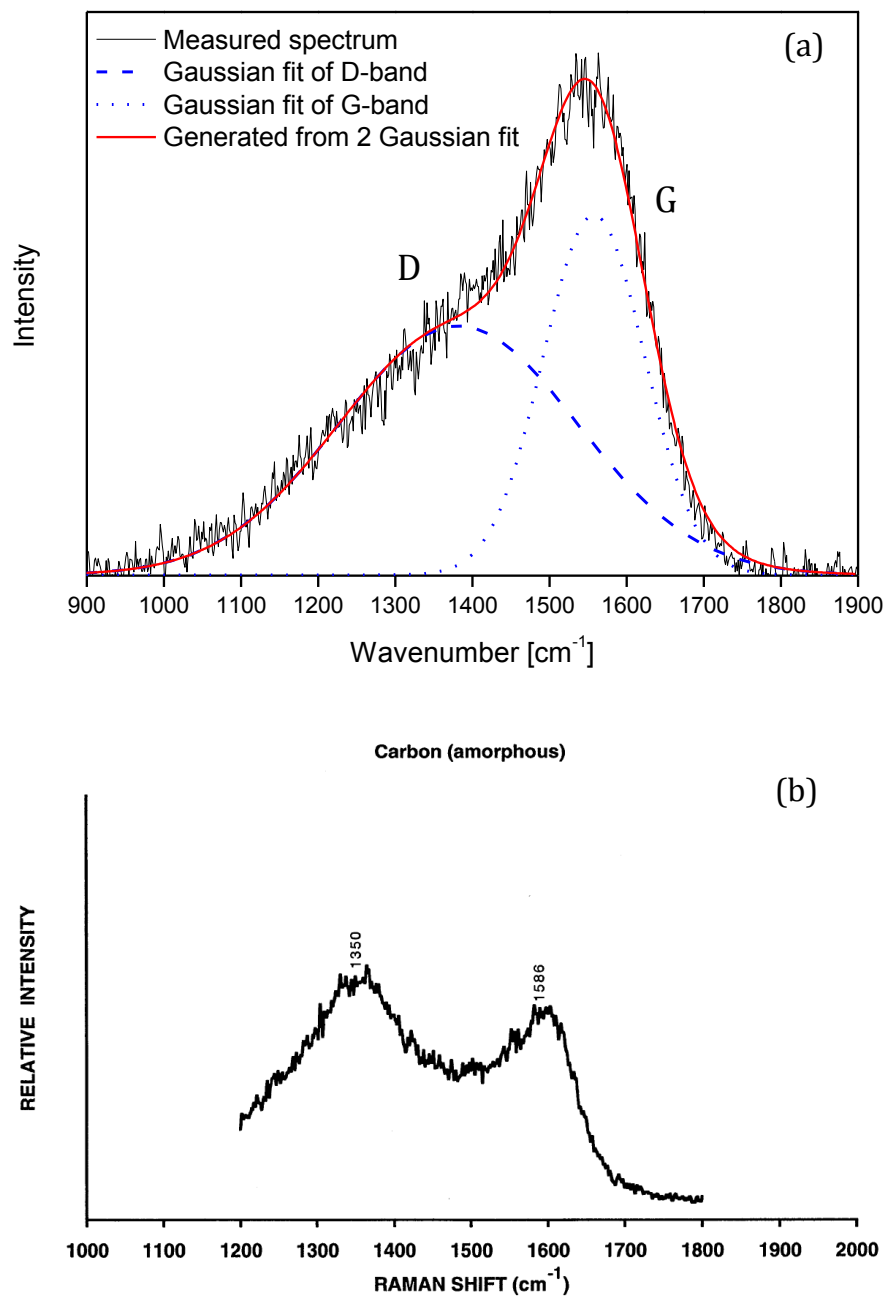 Measured spectrum
Gaussian fit of D-band
Gaussian fit of G-band
Generated from 2 Gaussian fit
(a)
G
D
Intensity
900 1000 1100 1200 1300 1400 1500 1600 1700 1800 1900
Wavenumber [cm⁻¹]
Carbon (amorphous)
(b)
1350
1586
RELATIVE INTENSITY
1000 1100 1200 1300 1400 1500 1600 1700 1800 1900 2000
RAMAN SHIFT (cm⁻¹)